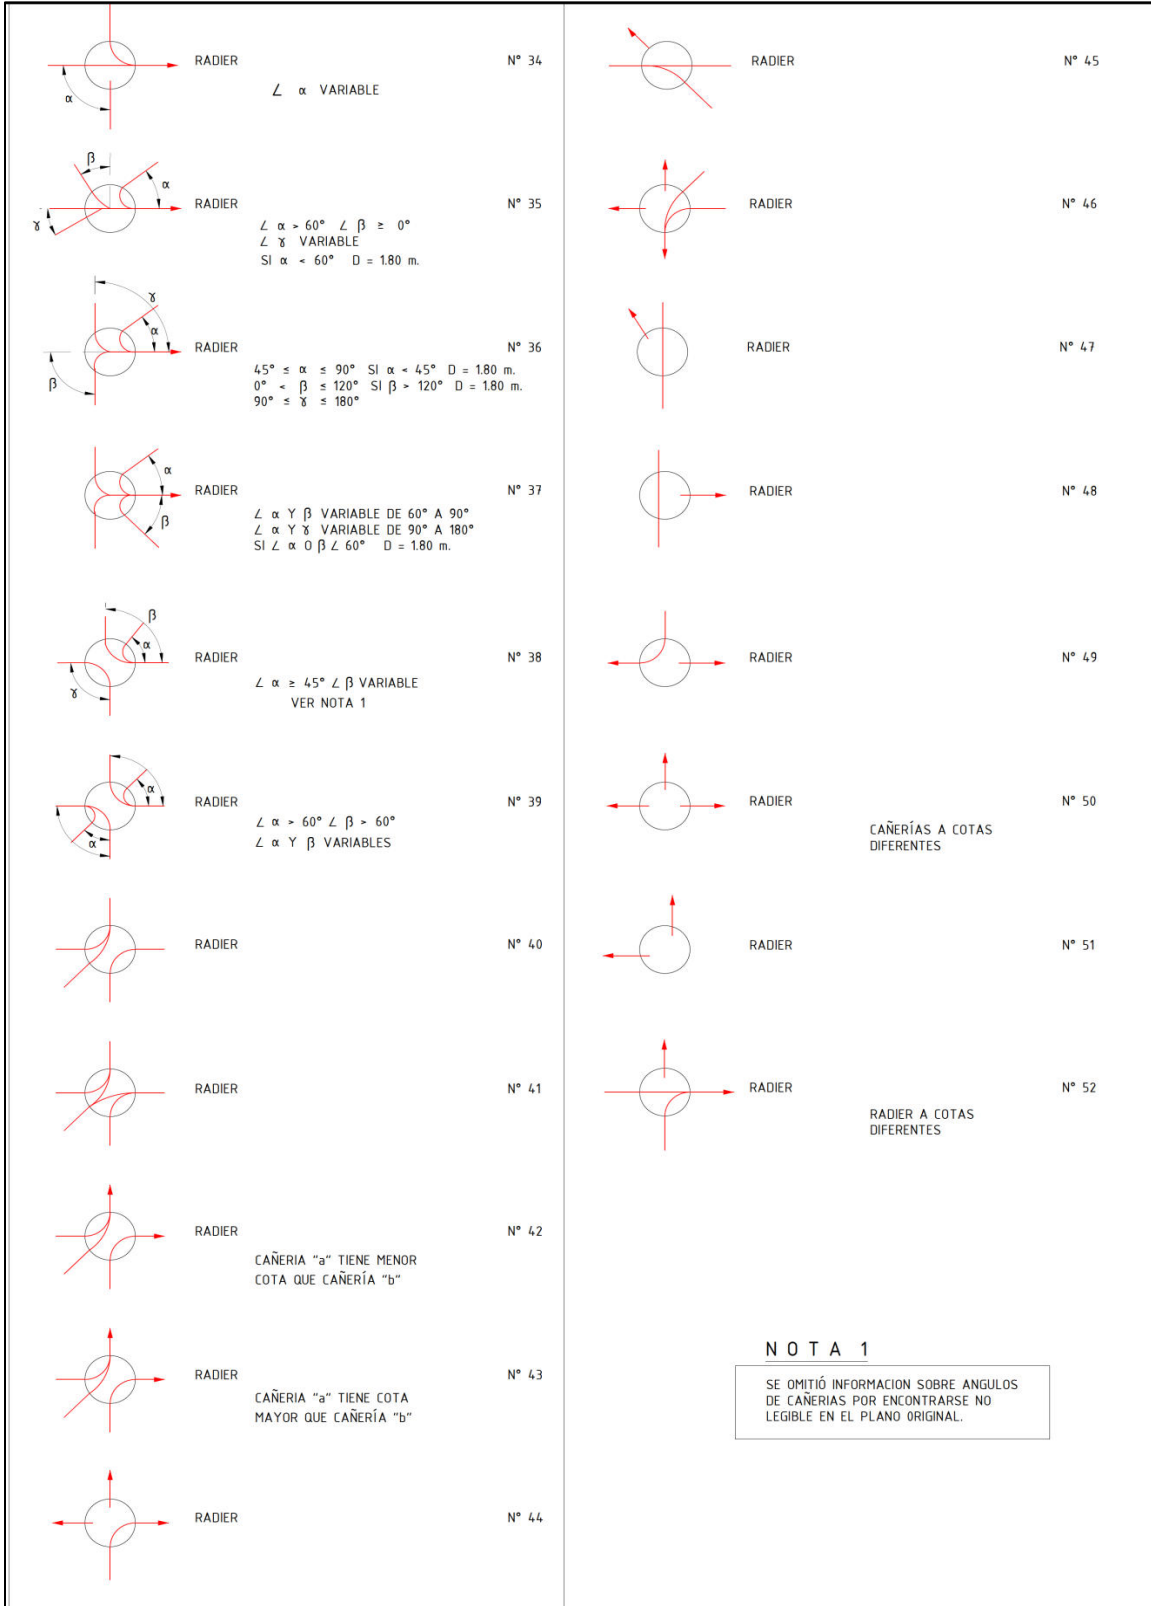 RADIER N° 34
∠ α VARIABLE
α
β
α
RADIER N° 35
ɣ
∠ α > 60° ∠ β ≥ 0°
∠ ɣ VARIABLE
SI α < 60° D = 1.80 m.
ɣ
α
RADIER N° 36
β
45° ≤ α ≤ 90° SI α < 45° D = 1.80 m.
0° < β ≤ 120° SI β > 120° D = 1.80 m.
90° ≤ ɣ ≤ 180°
α
RADIER N° 37
β
∠ α Y β VARIABLE DE 60° A 90°
∠ α Y ɣ VARIABLE DE 90° A 180°
SI ∠ α O β ∠ 60° D = 1.80 m.
β
α
RADIER N° 38
ɣ
∠ α ≥ 45° ∠ β VARIABLE
VER NOTA 1
α
RADIER N° 39
α
∠ α > 60° ∠ β > 60°
∠ α Y β VARIABLES
RADIER N° 40
RADIER N° 41
RADIER N° 42
CAÑERIA "a" TIENE MENOR
COTA QUE CAÑERÍA "b"
RADIER N° 43
CAÑERIA "a" TIENE COTA
MAYOR QUE CAÑERÍA "b"
RADIER N° 44
RADIER N° 45
RADIER N° 46
RADIER N° 47
RADIER N° 48
RADIER N° 49
RADIER N° 50
CAÑERÍAS A COTAS
DIFERENTES
RADIER N° 51
RADIER N° 52
RADIER A COTAS
DIFERENTES
NOTA 1
SE OMITIÓ INFORMACION SOBRE ANGULOS
DE CAÑERIAS POR ENCONTRARSE NO
LEGIBLE EN EL PLANO ORIGINAL.